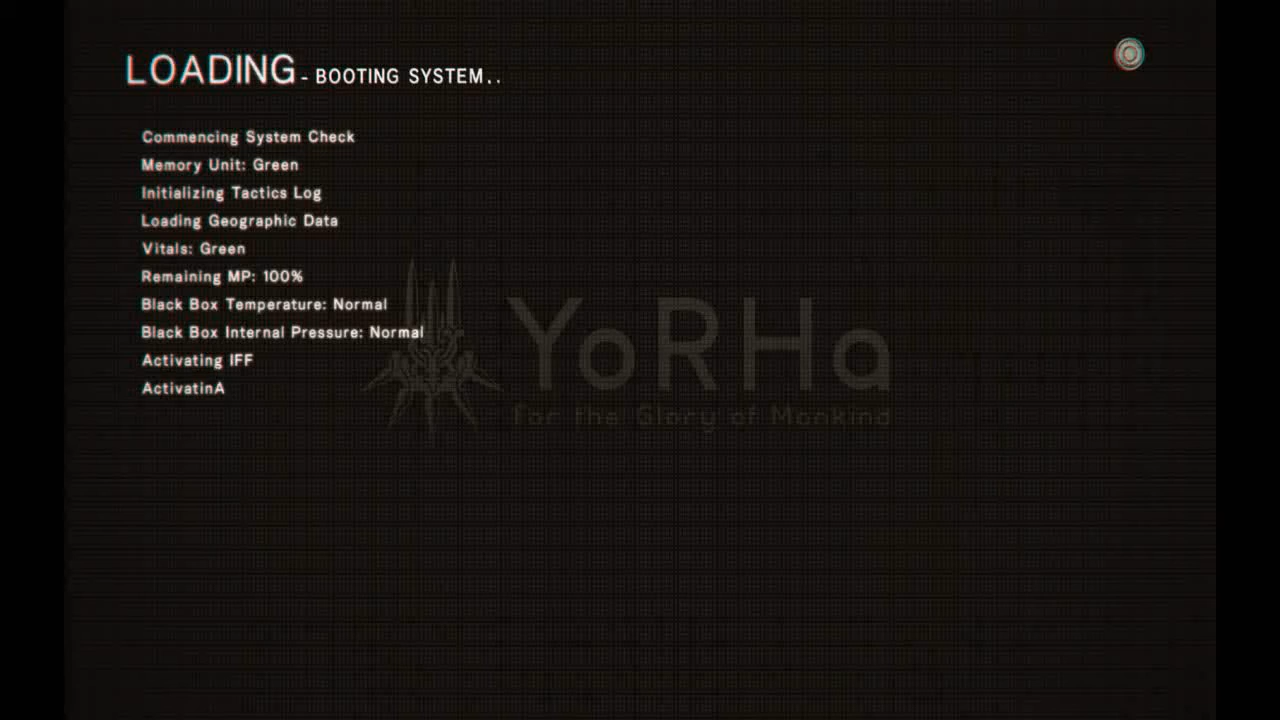 LOADING - BOOTING SYSTEM..
Commencing System Check
Memory Unit: Green
Initializing Tactics Log
Loading Geographic Data
Vitals: Green
Remaining MP: 100%
Black Box Temperature: Normal
Black Box Internal Pressure: Normal
Activating IFF
ActivatinA
YoRHa
For the Glory of Mankind